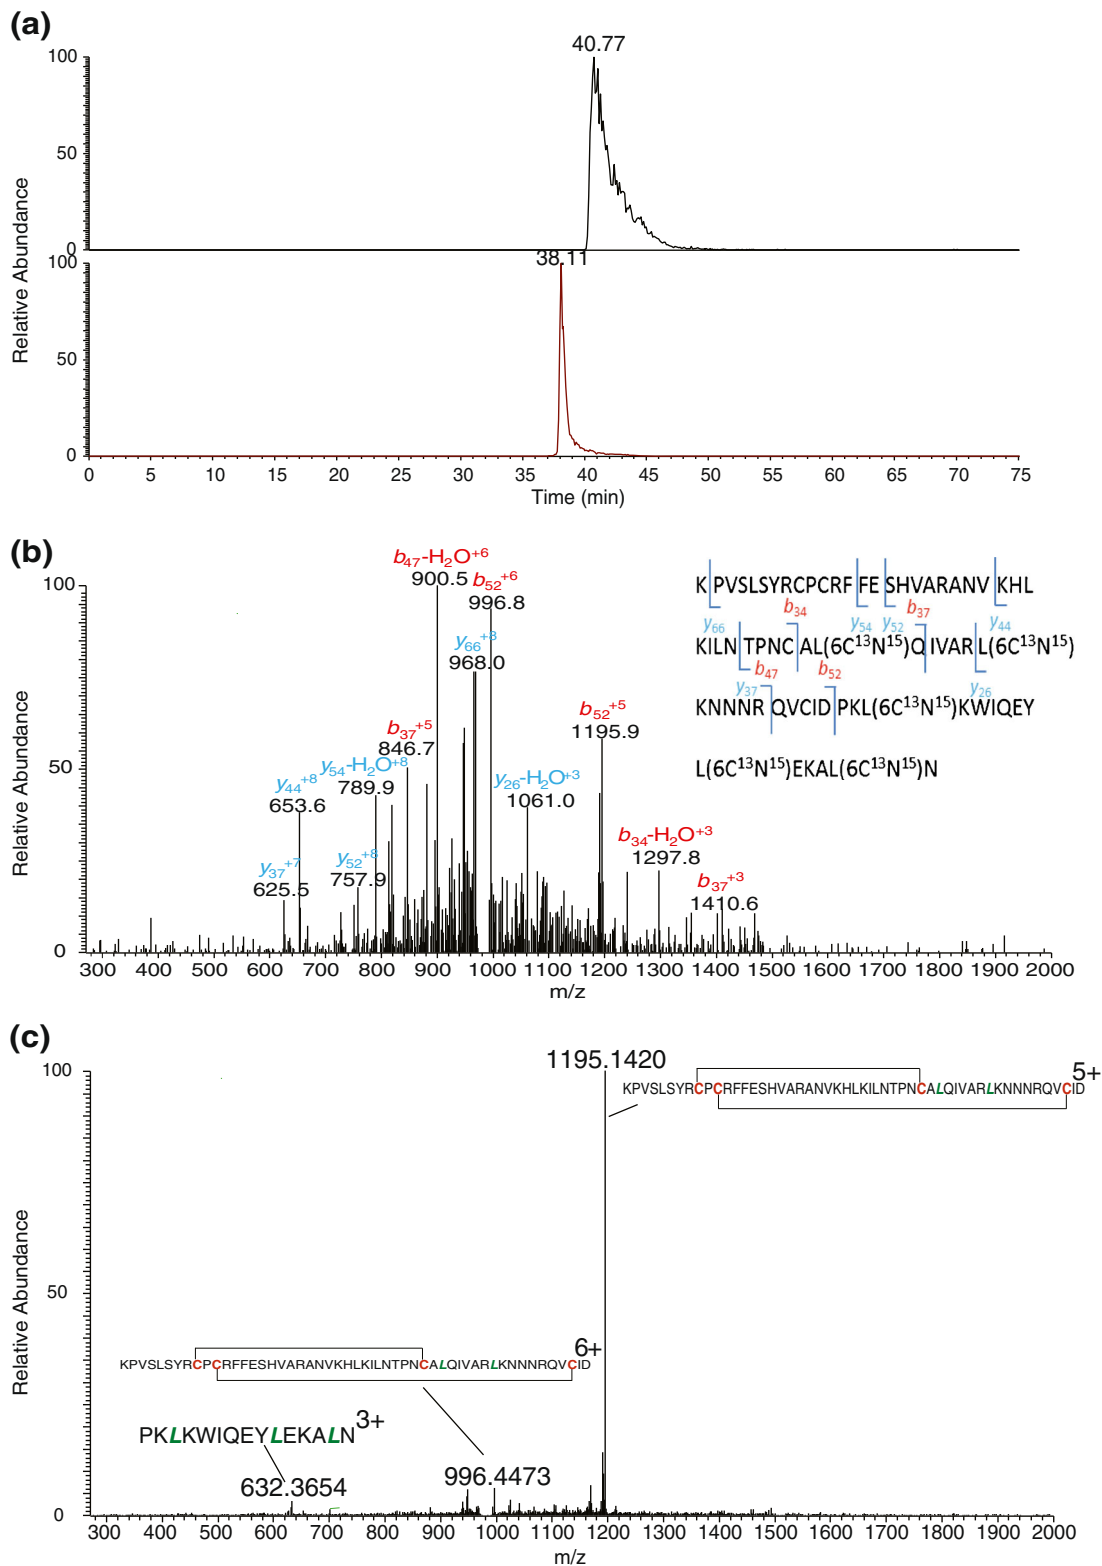 (a)
40.77
100
50
0
Relative Abundance
38.11
100
50
0
Relative Abundance
0 5 10 15 20 25 30 35 40 45 50 55 60 65 70 75
Time (min)
(b)
b47-H2O+6
900.5
b52+6
996.8
y66+8
968.0
b37+5
846.7
b52+5
1195.9
y54-H2O+8
789.9
y44+8
653.6
y26-H2O+3
1061.0
y52+8
757.9
y37+7
625.5
b34-H2O+3
1297.8
b37+3
1410.6
100
50
0
Relative Abundance
300 400 500 600 700 800 900 1000 1100 1200 1300 1400 1500 1600 1700 1800 1900 2000
m/z
K PVSLSYRCPCRF FE SHVARANV KHL
y66 b34 y54 y52 b37 y44
KILN TPNC AL(6C13N15)Q IVAR L(6C13N15)
y37 b47 b52 y26
KNNNR QVCID PKL(6C13N15)KWIQEY
L(6C13N15)EKAL(6C13N15)N
(c)
1195.1420
KPVSLSYRCPCRFFESHVARANVKHLKILNTPNCALQIVARLKNNNRQVCID 5+
100
50
0
Relative Abundance
KPVSLSYRCPCRFFESHVARANVKHLKILNTPNCALQIVARLKNNNRQVCID 6+
PKLKWIQEYLEKALN 3+
632.3654
996.4473
300 400 500 600 700 800 900 1000 1100 1200 1300 1400 1500 1600 1700 1800 1900 2000
m/z